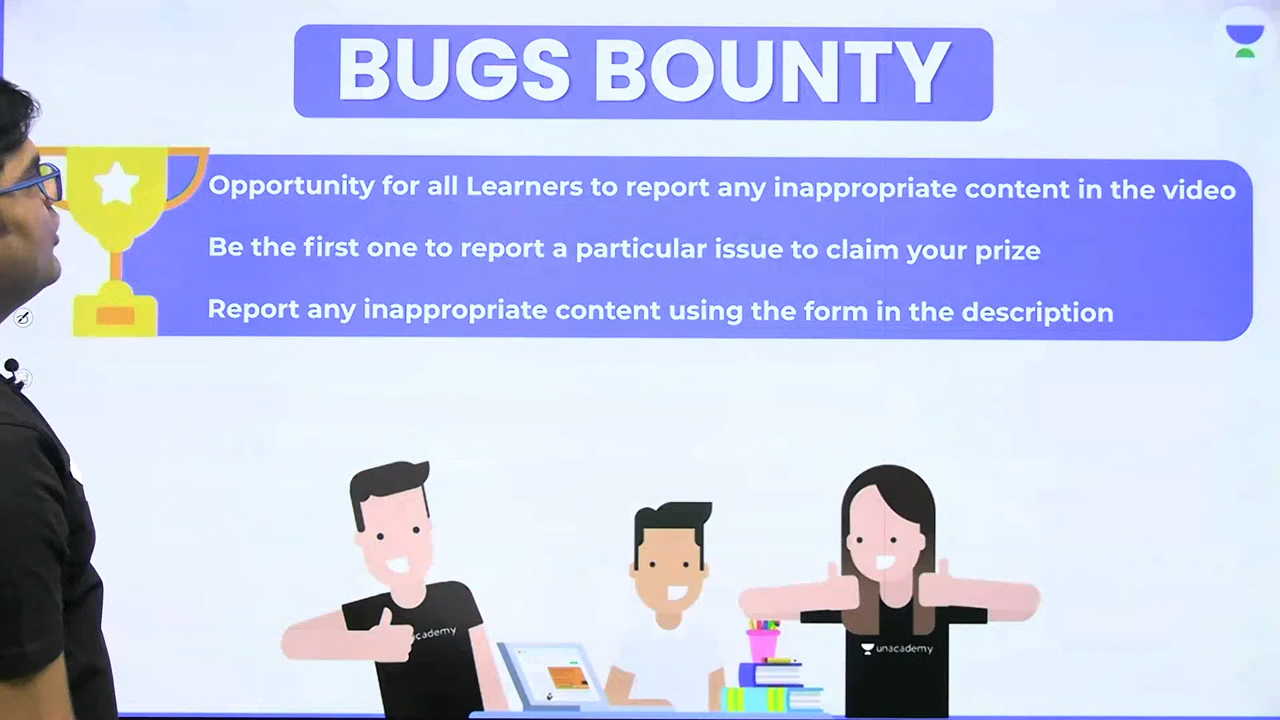 BUGS BOUNTY
Opportunity for all Learners to report any inappropriate content in the video
Be the first one to report a particular issue to claim your prize
Report any inappropriate content using the form in the description
academy
unacademy